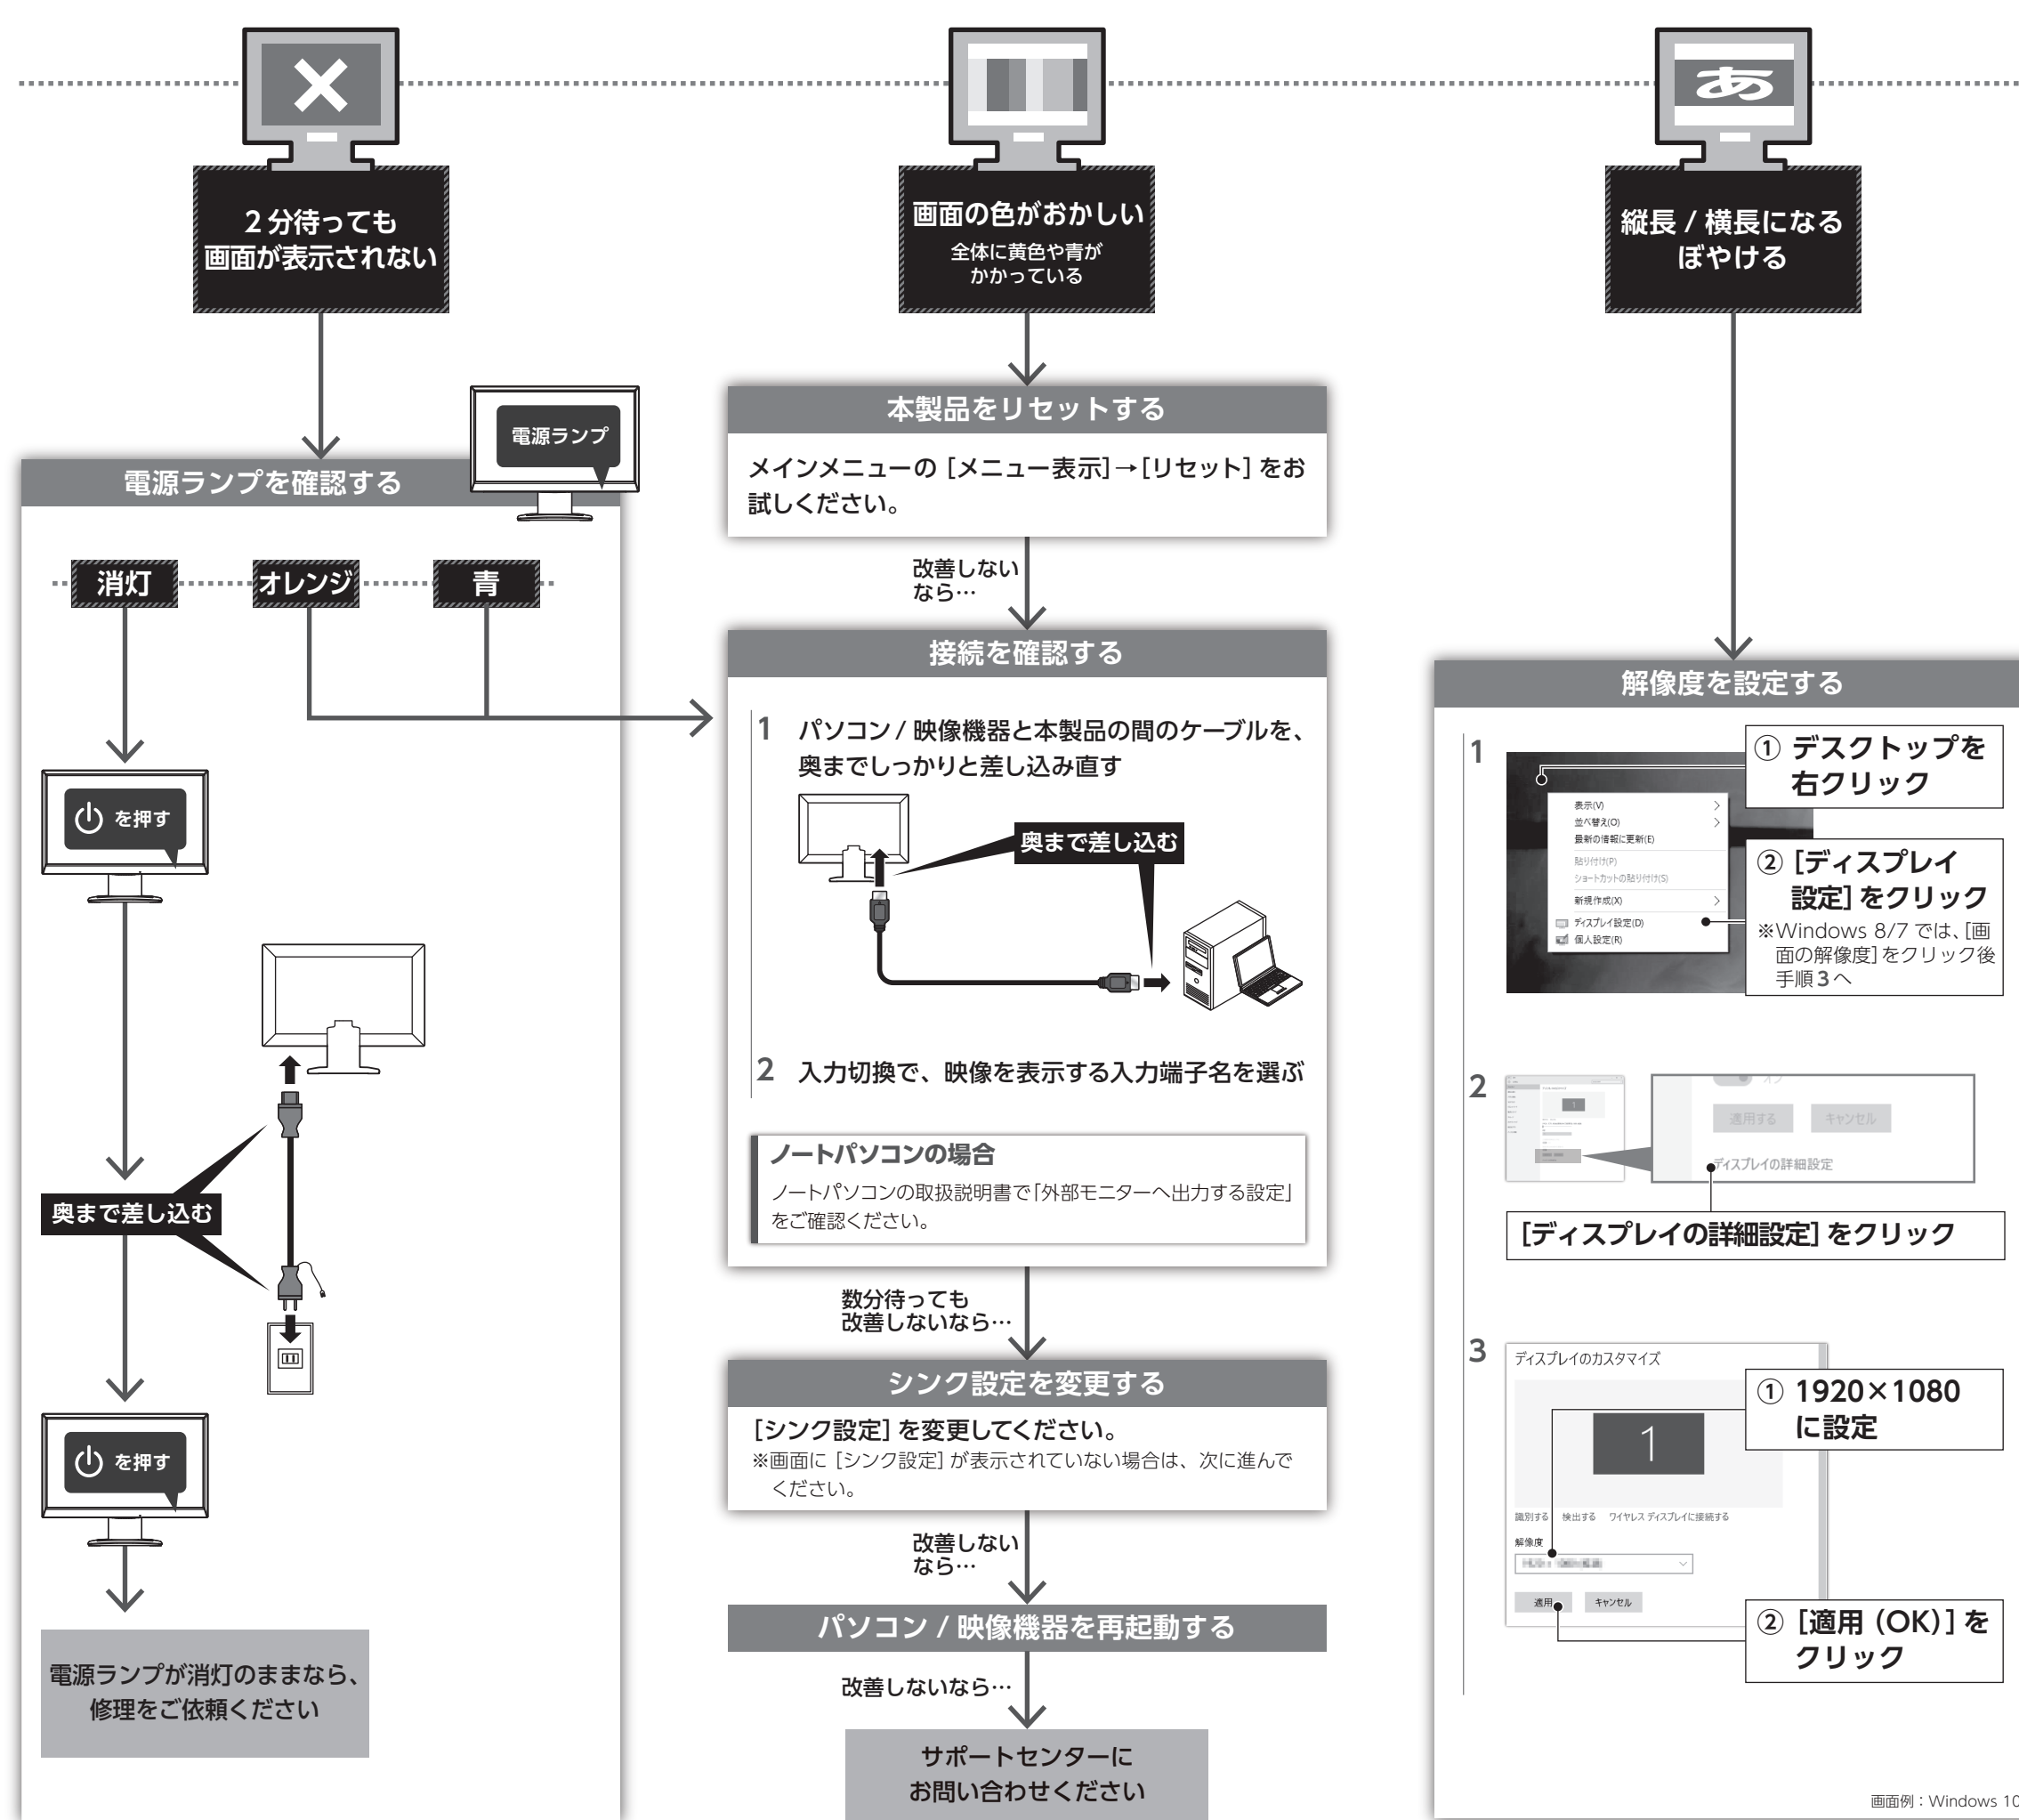 2分待っても
画面が表示されない
電源ランプ
電源ランプを確認する
消灯
オレンジ
青
を押す
奥まで差し込む
を押す
電源ランプが消灯のままなら、
修理をご依頼ください
画面の色がおかしい
全体に黄色や青が
かかっている
本製品をリセットする
メインメニューの[メニュー表示]→[リセット]をお
試しください。
改善しない
なら…
接続を確認する
1 パソコン / 映像機器と本製品の間のケーブルを、
奥までしっかりと差し込み直す
奥まで差し込む
2 入力切換で、映像を表示する入力端子名を選ぶ
ノートパソコンの場合
ノートパソコンの取扱説明書で「外部モニターへ出力する設定」
をご確認ください。
数分待っても
改善しないなら…
シンク設定を変更する
[シンク設定]を変更してください。
※画面に[シンク設定]が表示されていない場合は、次に進んで
ください。
改善しない
なら…
パソコン / 映像機器を再起動する
改善しないなら…
サポートセンターに
お問い合わせください
あ
縦長 / 横長になる
ぼやける
解像度を設定する
1
① デスクトップを
右クリック
表示(V)
並べ替え(O)
最新の情報に更新(E)
貼り付け(P)
ショートカットの貼り付け(S)
新規作成(X)
ディスプレイ設定(D)
個人設定(R)
② [ディスプレイ
設定]をクリック
※Windows 8/7 では、[画
面の解像度]をクリック後
手順3へ
2
1
オフ
適用する
キャンセル
ディスプレイの詳細設定
[ディスプレイの詳細設定]をクリック
3
ディスプレイのカスタマイズ
① 1920×1080
に設定
1
識別する 検出する ワイヤレス ディスプレイに接続する
解像度
適用
キャンセル
② [適用(OK)]を
クリック
画面例：Windows 10